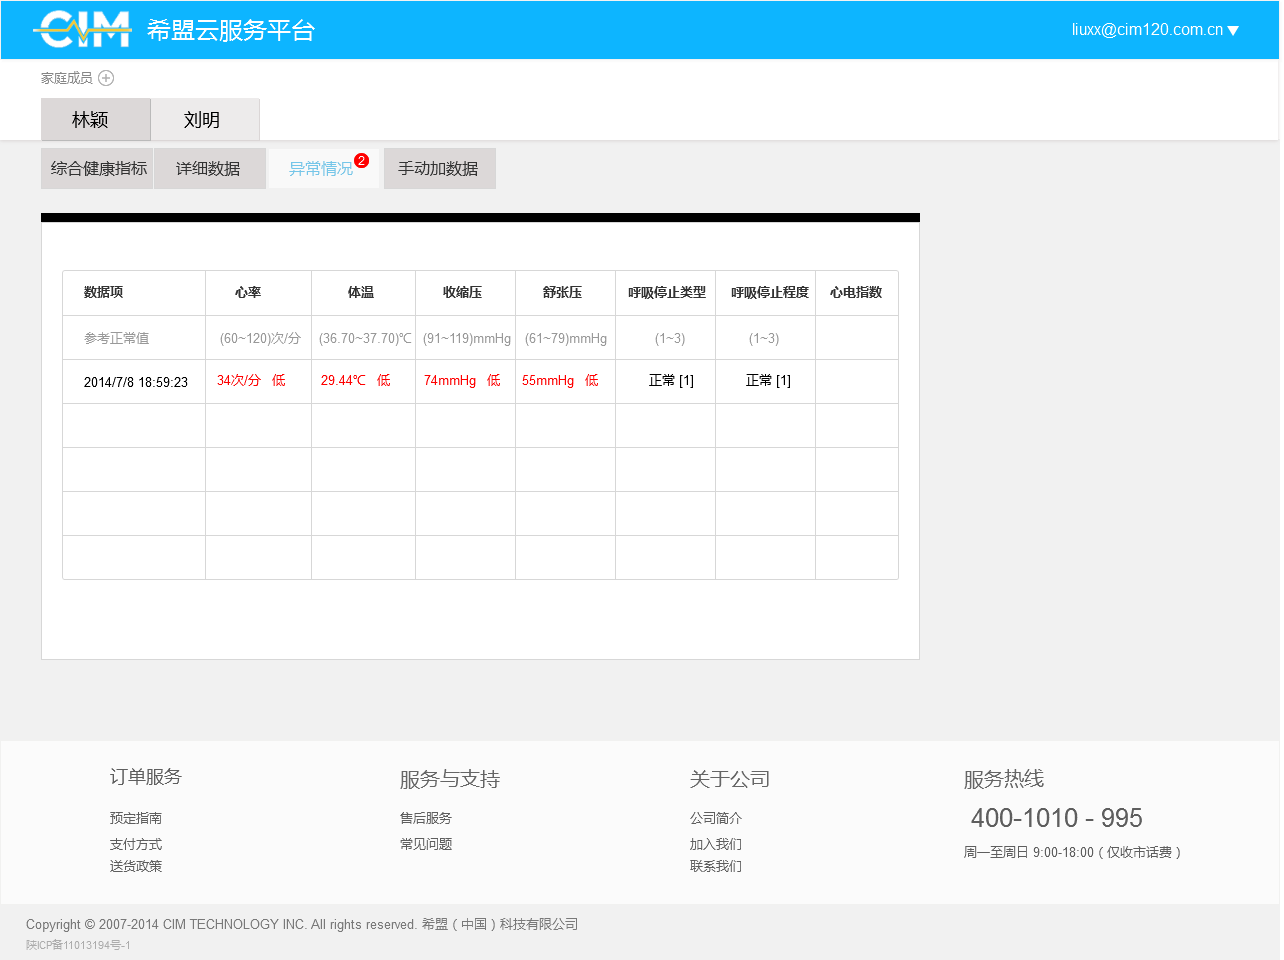 CIM 希盟云服务平台 liuxx@cim120.com.cn
家庭成员
林颖 刘明
综合健康指标 详细数据 异常情况 2 手动加数据
数据项 心率 体温 收缩压 舒张压 呼吸停止类型 呼吸停止程度 心电指数
参考正常值 (60~120)次/分 (36.70~37.70)℃ (91~119)mmHg (61~79)mmHg (1~3) (1~3)
2014/7/8 18:59:23 34次/分 低 29.44℃ 低 74mmHg 低 55mmHg 低 正常 [1] 正常 [1]
订单服务 服务与支持 关于公司 服务热线
预定指南 售后服务 公司简介 400-1010 - 995
支付方式 常见问题 加入我们 周一至周日 9:00-18:00 ( 仅收市话费 )
送货政策 联系我们
Copyright © 2007-2014 CIM TECHNOLOGY INC. All rights reserved. 希盟 ( 中国 ) 科技有限公司
陕ICP备11013194号-1